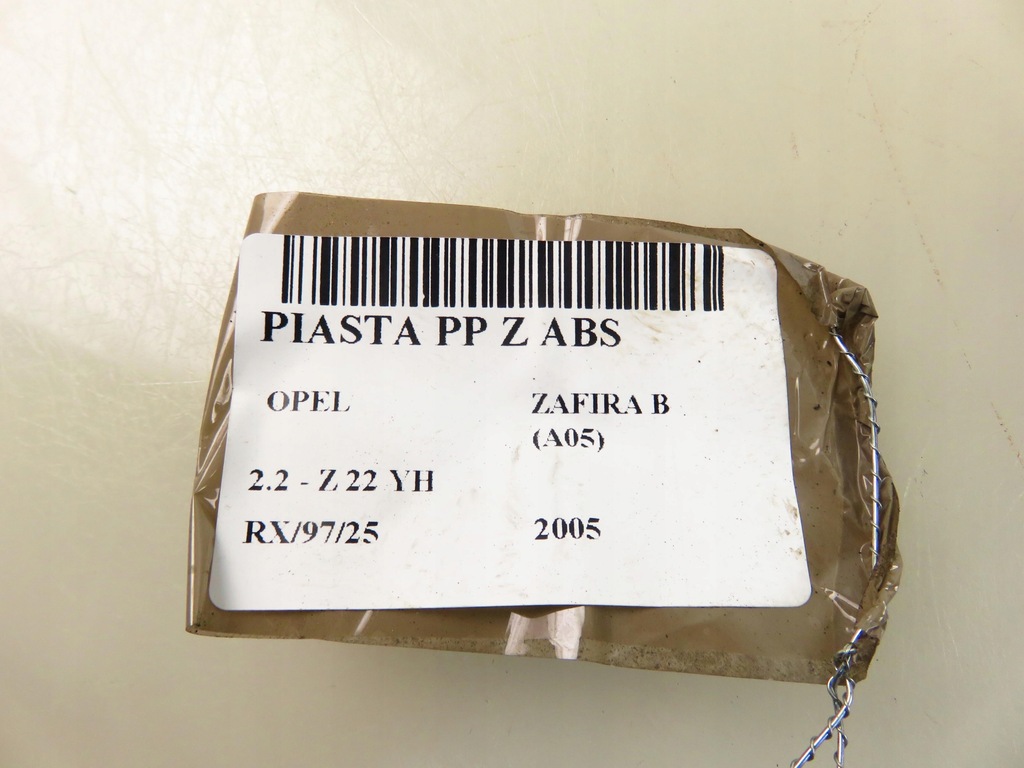 PIASTA PP Z ABS
OPEL ZAFIRA B
(A05)
2.2 - Z 22 YH
RX/97/25 2005